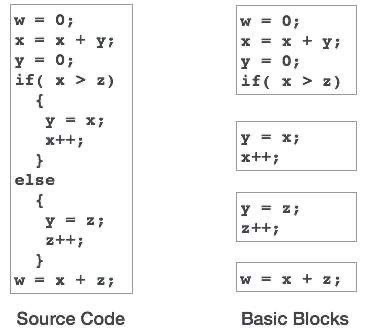 w = 0;
x = x + y;
y = 0;
if( x > z)
{
y = x;
x++;
}
else
{
y = z;
z++;
}
w = x + z;
Source Code
w = 0;
x = x + y;
y = 0;
if( x > z)
y = x;
x++;
y = z;
z++;
w = x + z;
Basic Blocks